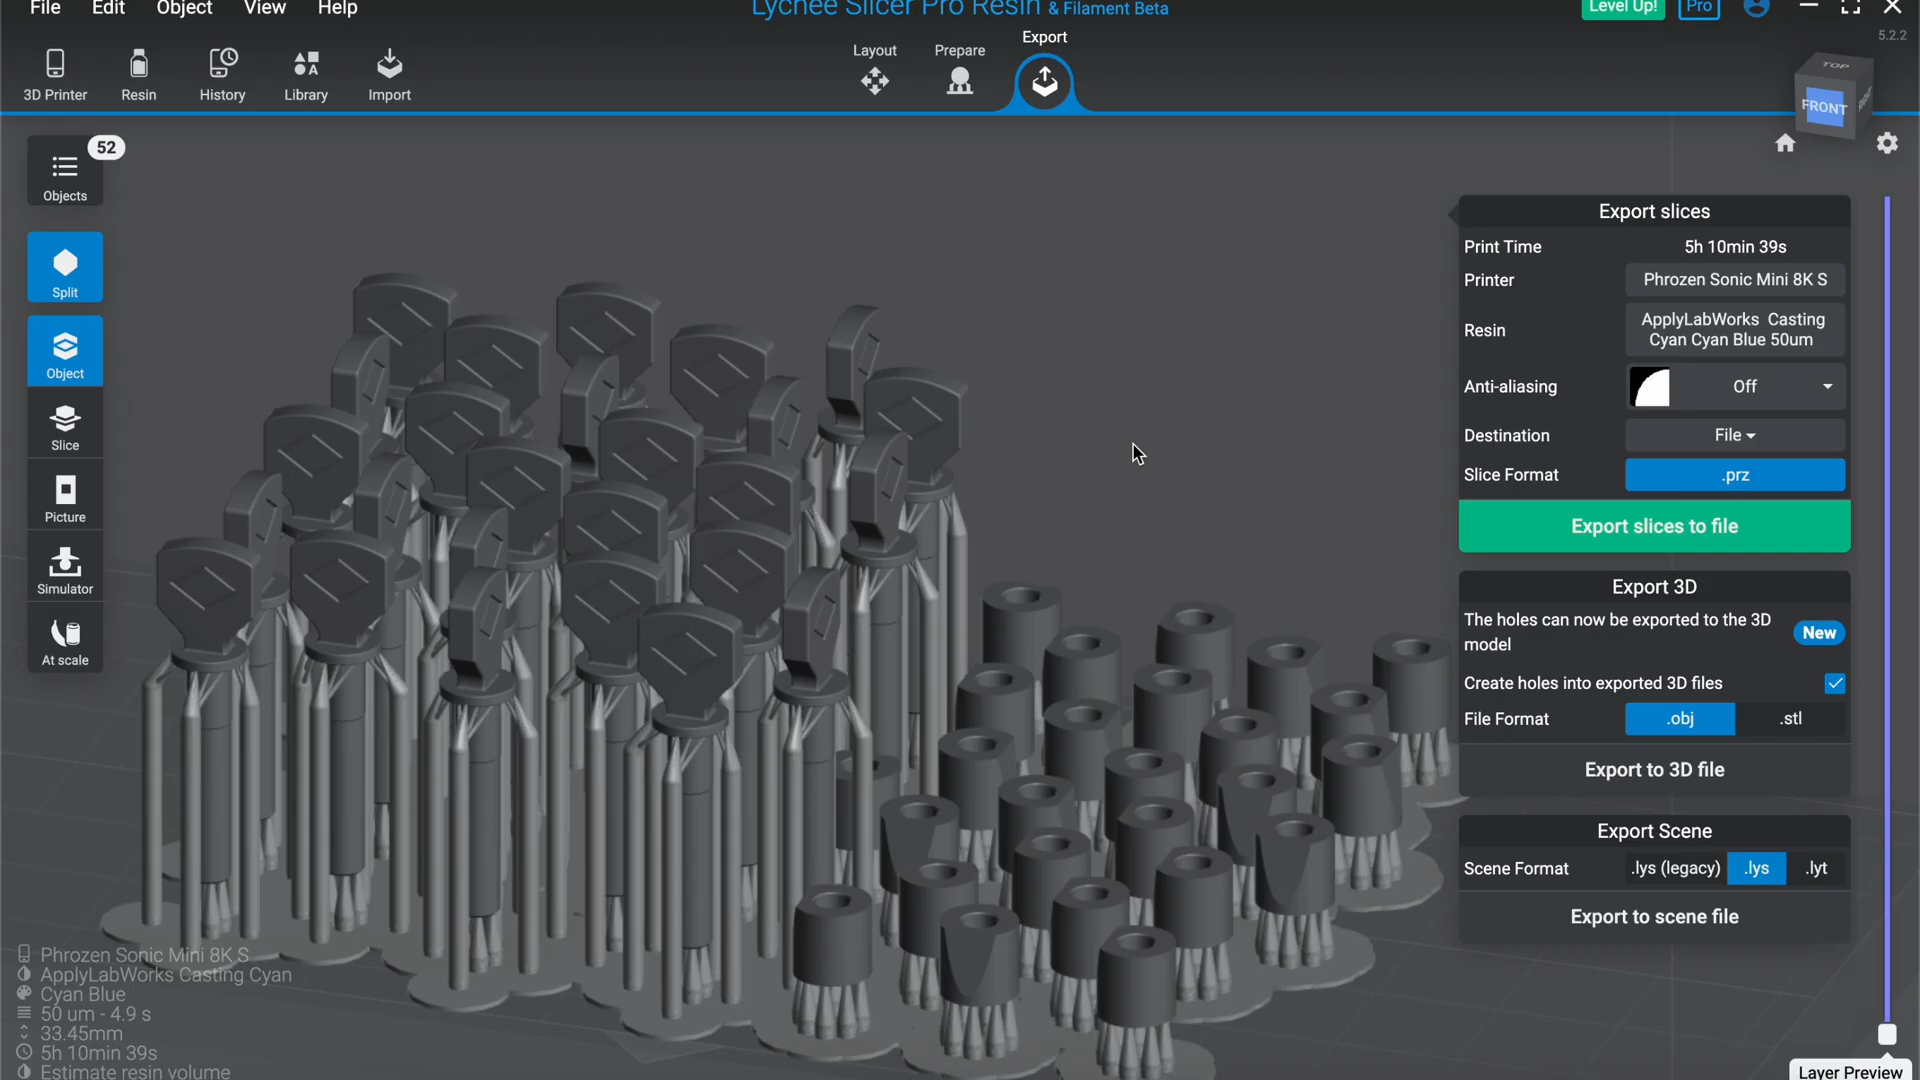 File Edit Object View Help
Lychee Slicer Pro Resin & Filament Beta
Level Up! Pro
5.2.2
3D Printer Resin History Library Import
Layout Prepare Export
TOP
FRONT
RIGHT
52
Objects
Split
Object
Slice
Picture
Simulator
At scale
Export slices
Print Time 5h 10min 39s
Printer Phrozen Sonic Mini 8K S
Resin ApplyLabWorks Casting
Cyan Cyan Blue 50um
Anti-aliasing Off
Destination File
Slice Format .prz
Export slices to file
Export 3D
The holes can now be exported to the 3D
model New
Create holes into exported 3D files
File Format .obj .stl
Export to 3D file
Export Scene
Scene Format .lys (legacy) .lys .lyt
Export to scene file
Phrozen Sonic Mini 8K S
ApplyLabWorks Casting Cyan
Cyan Blue
50 um - 4.9 s
33.45mm
5h 10min 39s
Estimate resin volume
Layer Preview